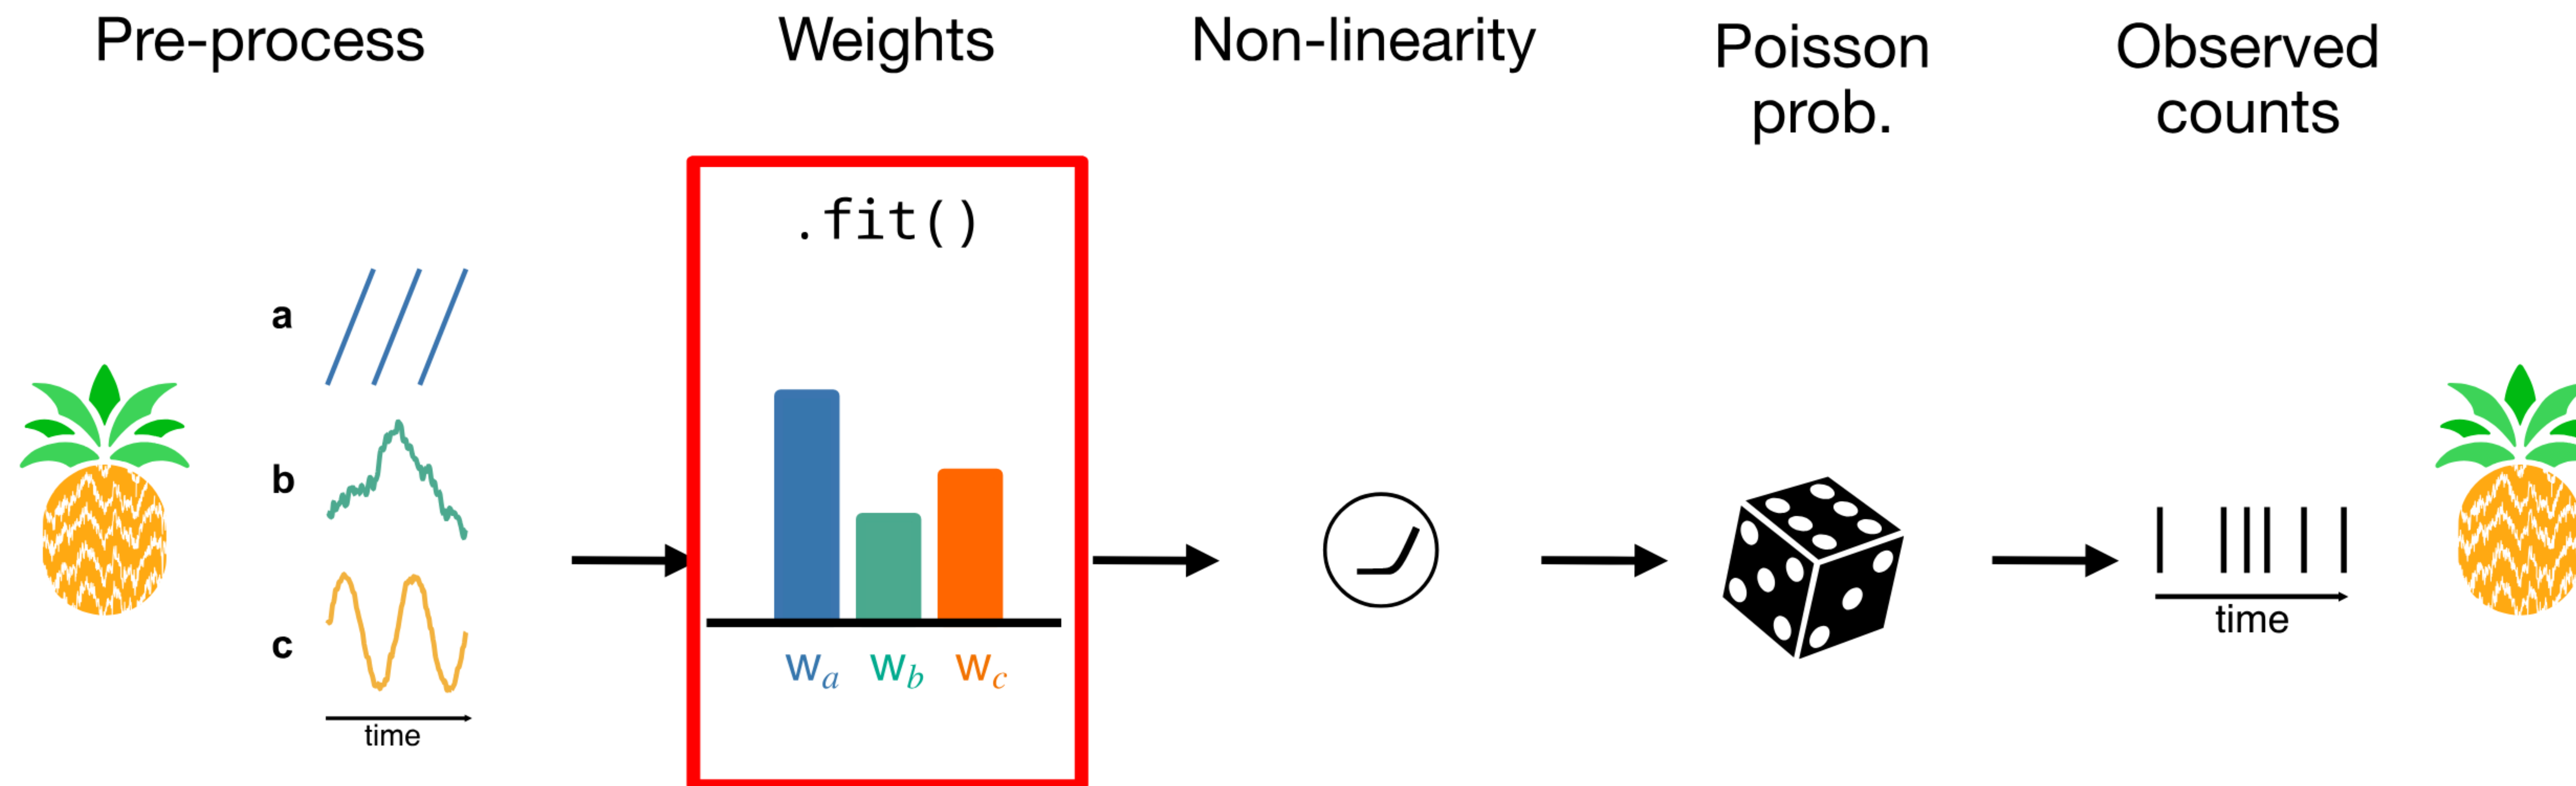 Pre-process
Weights
Non-linearity
Poisson
prob.
Observed
counts
.fit()
a
b
c
time
wa wb wc
time